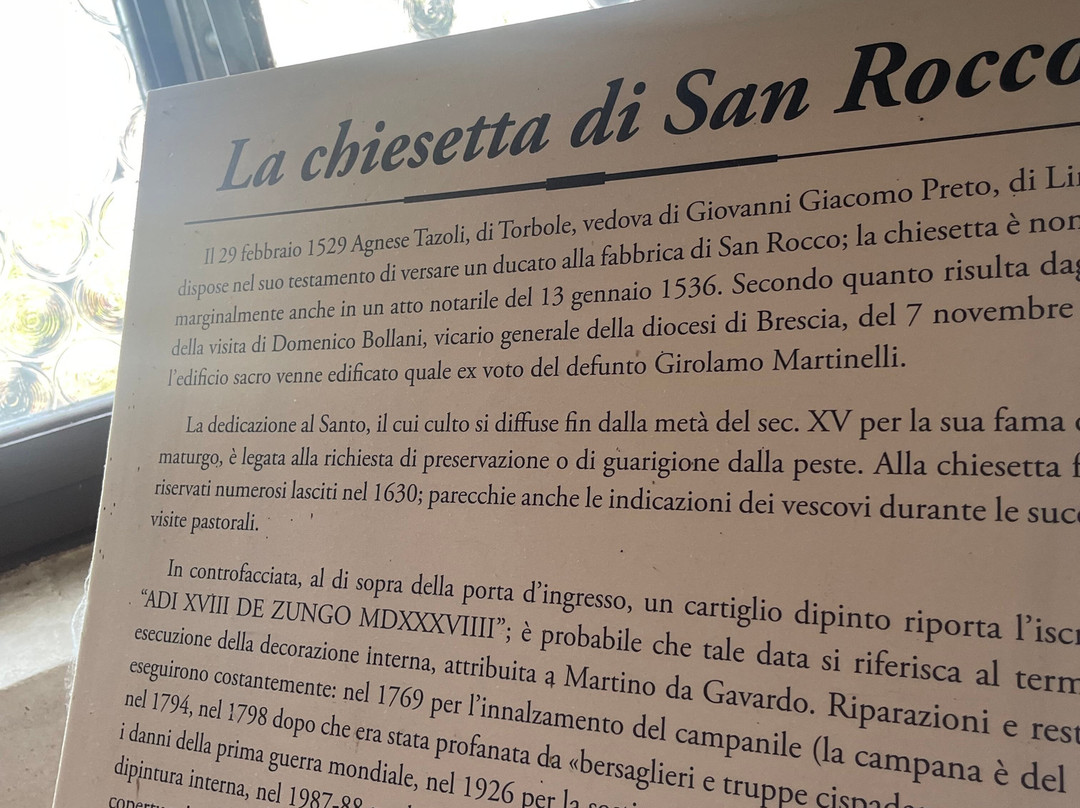 La chiesetta di San Rocco
Il 29 febbraio 1529 Agnese Tazoli, di Torbole, vedova di Giovanni Giacomo Preto, di
dispose nel suo testamento di versare un ducato alla fabbrica di San Rocco; la chiesetta è
marginalmente anche in un atto notarile del 13 gennaio 1536. Secondo quanto risulta
della visita di Domenico Bollani, vicario generale della diocesi di Brescia, del 7 novembre
l'edificio sacro venne edificato quale ex voto del defunto Girolamo Martinelli.
La dedicazione al Santo, il cui culto si diffuse fin dalla metà del sec. XV per la sua fama
maturgo, è legata alla richiesta di preservazione o di guarigione dalla peste. Alla chiesetta
riservati numerosi lasciti nel 1630; parecchie anche le indicazioni dei vescovi durante le
visite pastorali.
In controfacciata, al di sopra della porta d'ingresso, un cartiglio dipinto riporta
"ADI XVIII DE ZUNGO MDXXXVIIII"; è probabile che tale data si riferisca al
esecuzione della decorazione interna, attribuita a Martino da Gavardo. Riparazioni e
eseguirono costantemente: nel 1769 per l'innalzamento del campanile (la campana è del
nel 1794, nel 1798 dopo che era stata profanata da «bersaglieri e truppe
i danni della prima guerra mondiale, nel 1926 per la
dipintura interna, nel 1987-88